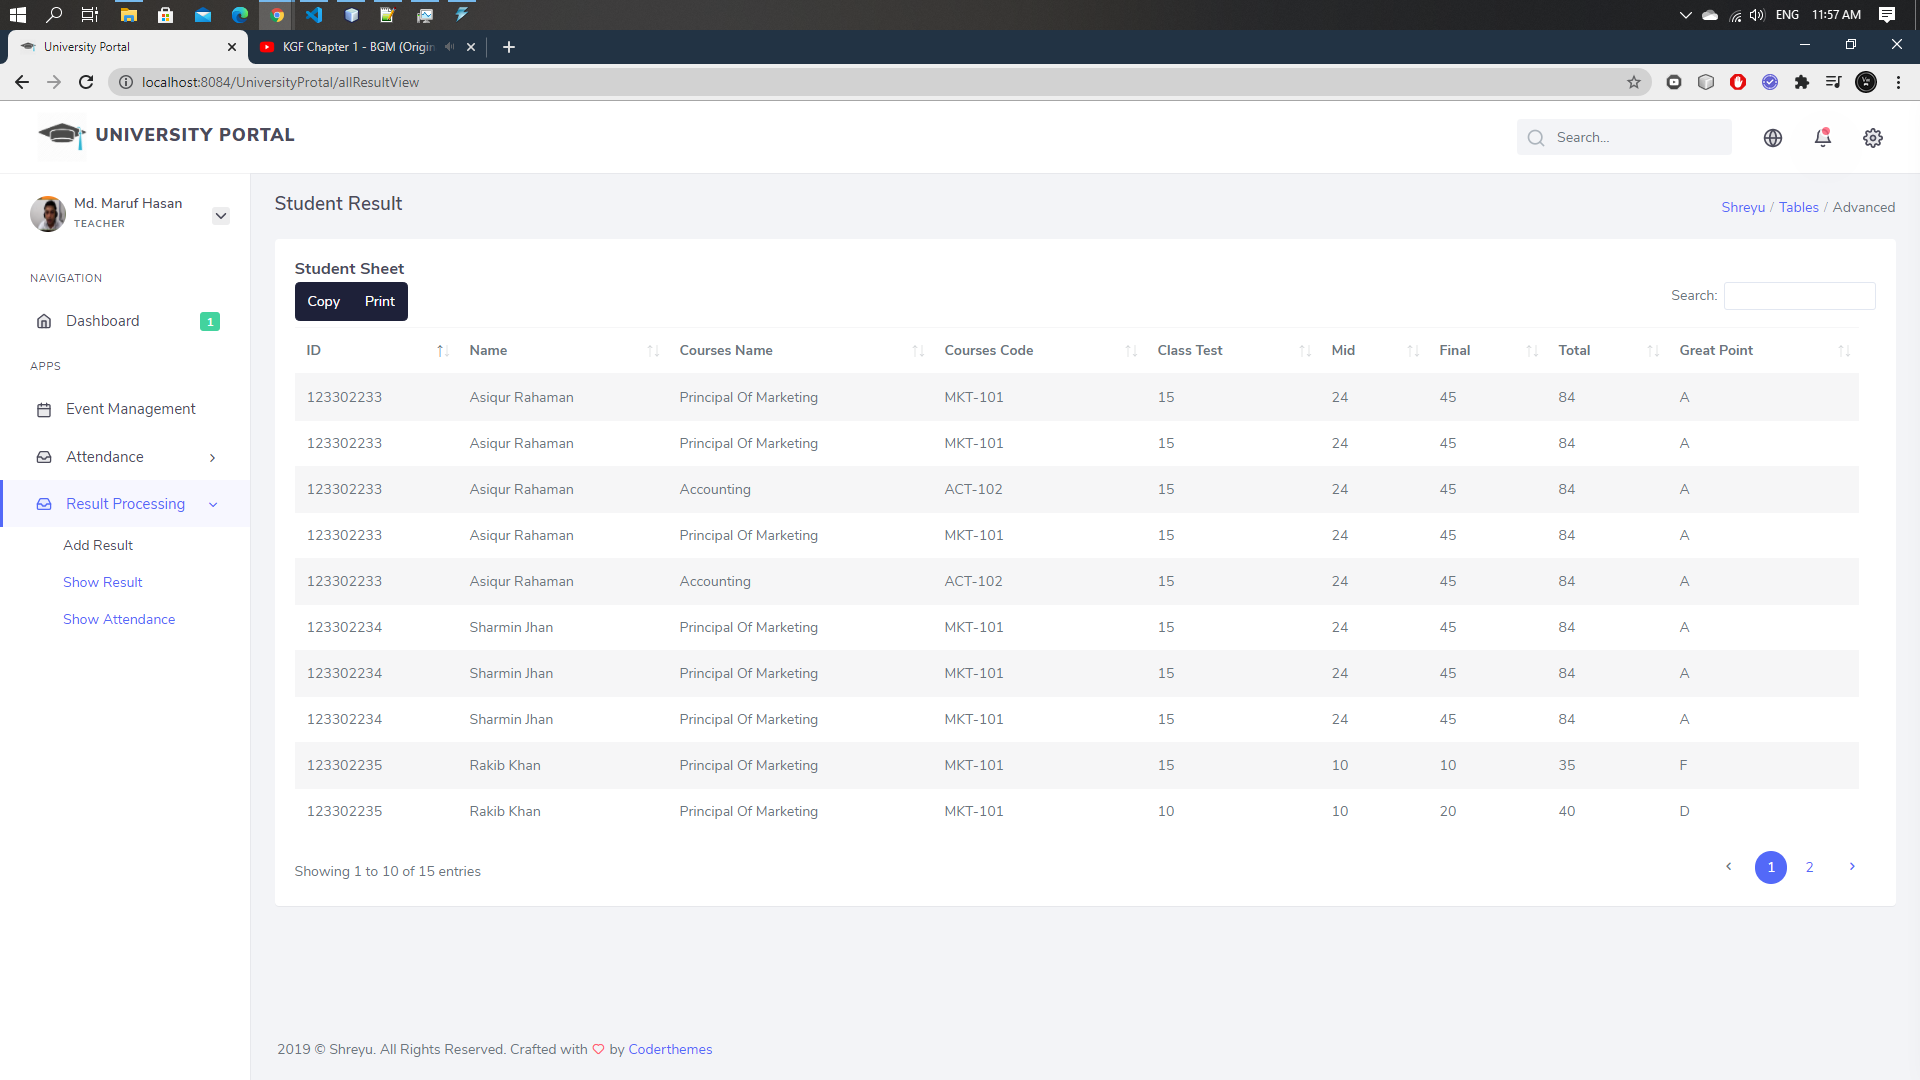 ENG 11:57 AM
University Portal
KGF Chapter 1 - BGM (Origin
localhost:8084/UniversityProtal/allResultView
UNIVERSITY PORTAL
Search...
Md. Maruf Hasan
TEACHER
NAVIGATION
Dashboard 1
APPS
Event Management
Attendance
Result Processing
Add Result
Show Result
Show Attendance
Student Result
Shreyu / Tables / Advanced
Student Sheet
Copy Print
Search:
ID Name Courses Name Courses Code Class Test Mid Final Total Great Point
123302233 Asiqur Rahaman Principal Of Marketing MKT-101 15 24 45 84 A
123302233 Asiqur Rahaman Principal Of Marketing MKT-101 15 24 45 84 A
123302233 Asiqur Rahaman Accounting ACT-102 15 24 45 84 A
123302233 Asiqur Rahaman Principal Of Marketing MKT-101 15 24 45 84 A
123302233 Asiqur Rahaman Accounting ACT-102 15 24 45 84 A
123302234 Sharmin Jhan Principal Of Marketing MKT-101 15 24 45 84 A
123302234 Sharmin Jhan Principal Of Marketing MKT-101 15 24 45 84 A
123302234 Sharmin Jhan Principal Of Marketing MKT-101 15 24 45 84 A
123302235 Rakib Khan Principal Of Marketing MKT-101 15 10 10 35 F
123302235 Rakib Khan Principal Of Marketing MKT-101 10 10 20 40 D
Showing 1 to 10 of 15 entries
1 2
2019 © Shreyu. All Rights Reserved. Crafted with ♡ by Coderthemes